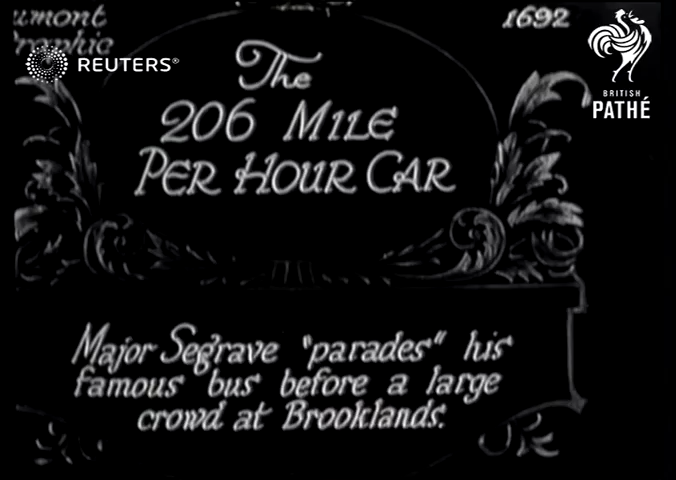 umont
raphic
1692
REUTERS®
BRITISH
PATHÉ
The
206 MILE
PER HOUR CAR
Major Segrave "parades" his
famous bus before a large
crowd at Brooklands.